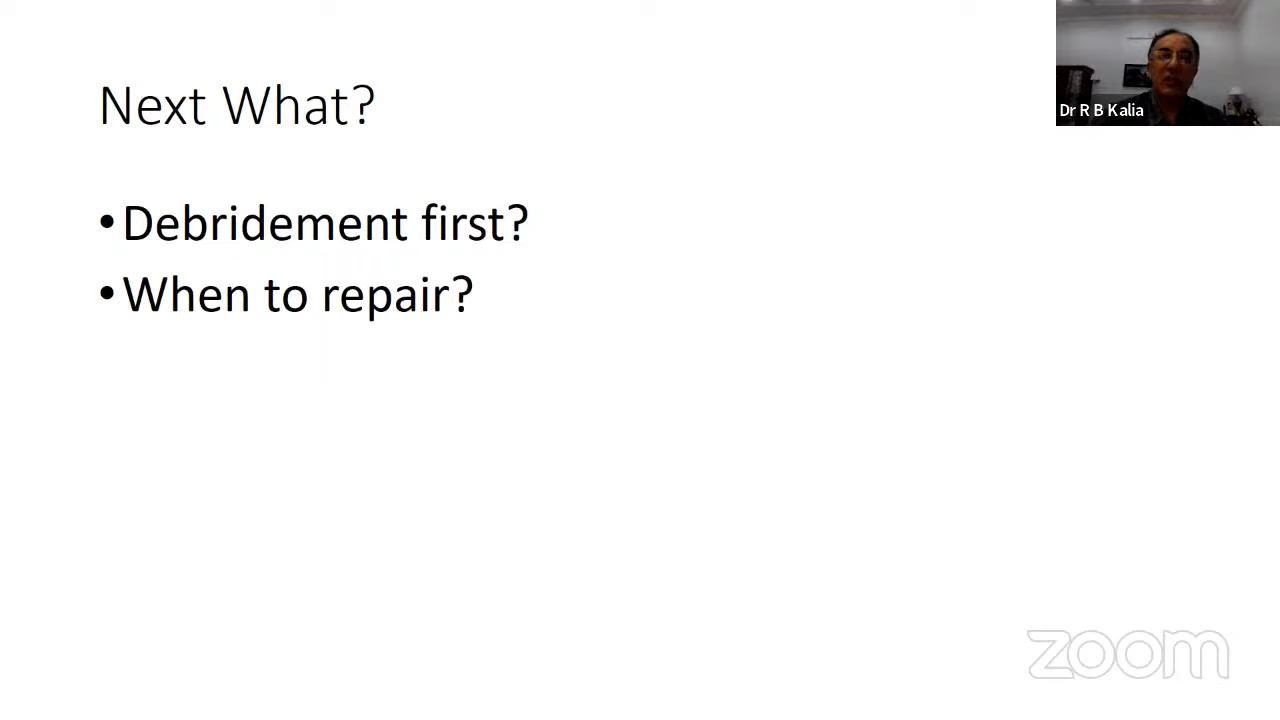 Next What?
• Debridement first?
• When to repair?
Dr R B Kalia
zoom